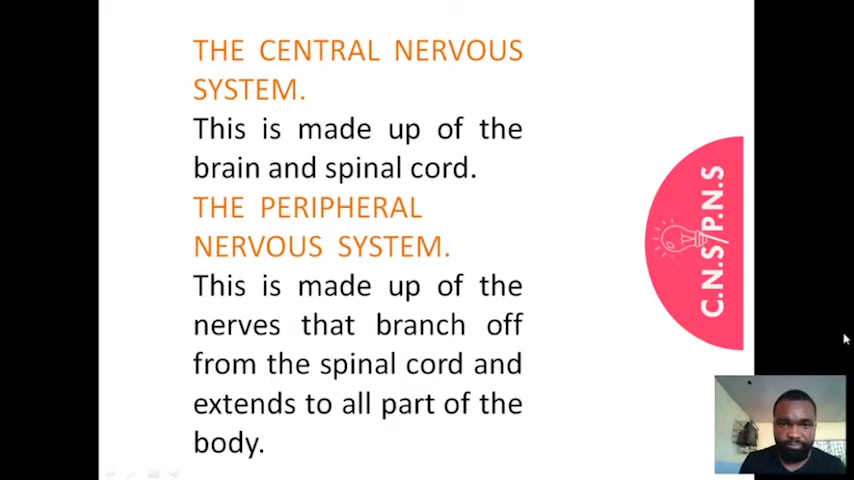 THE CENTRAL NERVOUS
SYSTEM.
This is made up of the
brain and spinal cord.
THE PERIPHERAL
NERVOUS SYSTEM.
This is made up of the
nerves that branch off
from the spinal cord and
extends to all part of the
body.
C.N.S/P.N.S